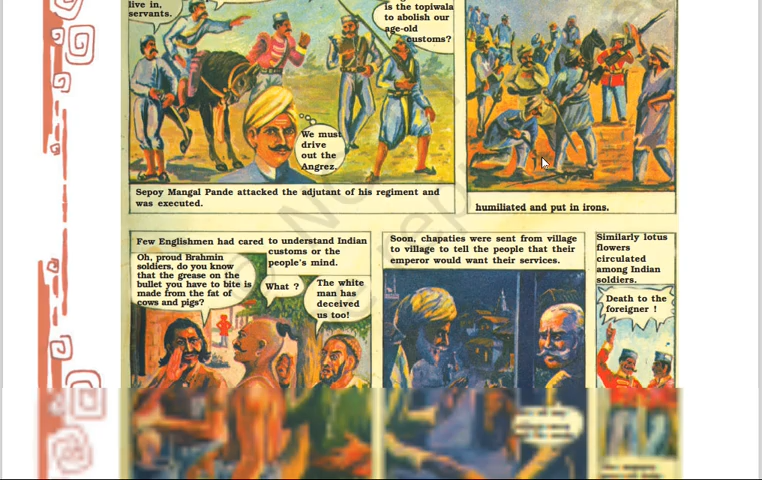 live in,
servants.
is the topiwala
to abolish our
age-old
customs?
We must
drive
out the
Angrez.
Sepoy Mangal Pande attacked the adjutant of his regiment and
was executed.
humiliated and put in irons.
Few Englishmen had cared to understand Indian
customs or the
people's mind.
Oh, proud Brahmin
soldiers, do you know
that the grease on the
bullet you have to bite is
made from the fat of
cows and pigs?
What ?
The white
man has
deceived
us too!
Soon, chapaties were sent from village
to village to tell the people that their
emperor would want their services.
Similarly lotus
flowers
circulated
among Indian
soldiers.
Death to the
foreigner !